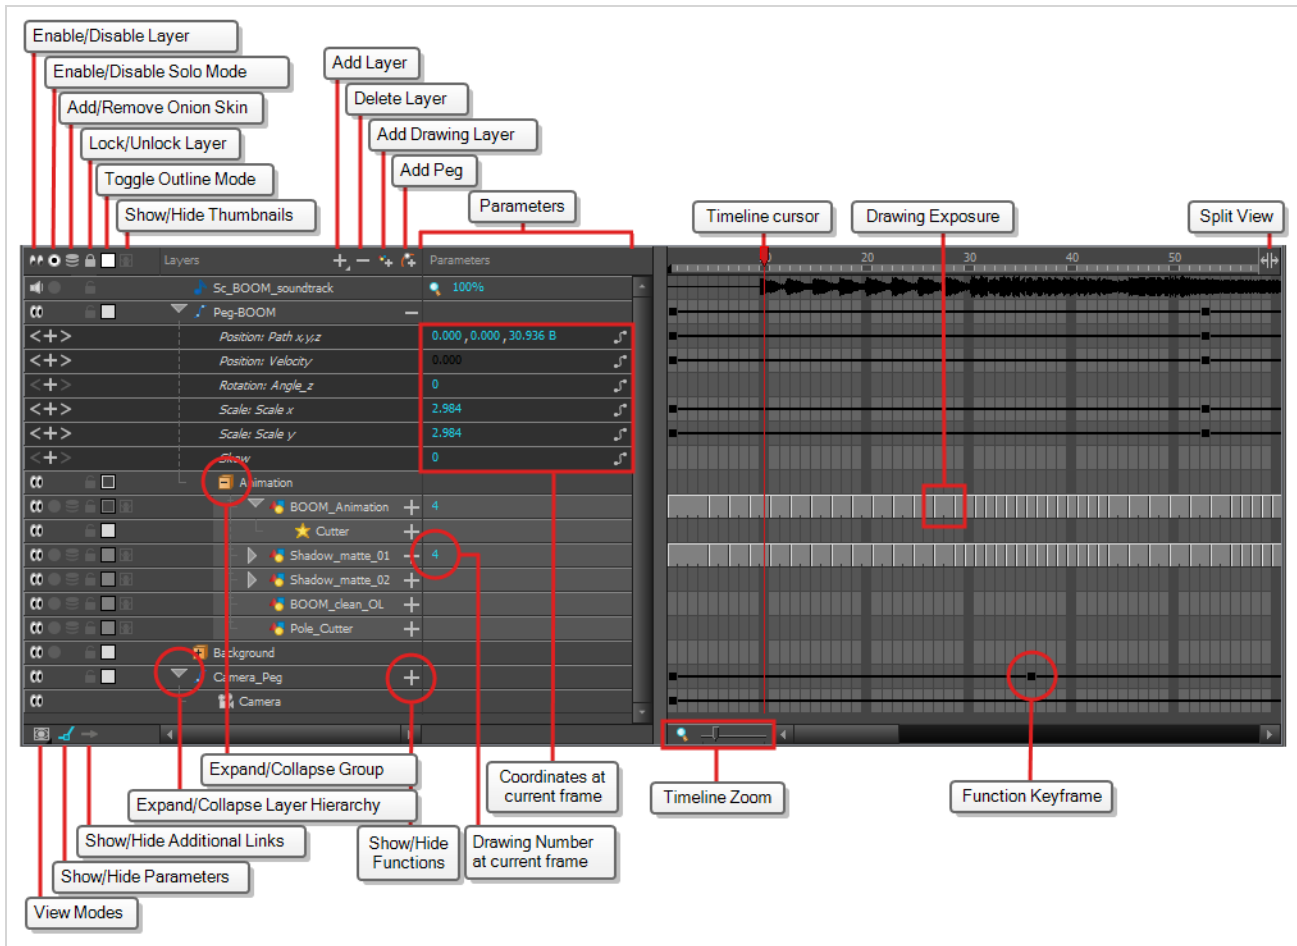 Enable/Disable Layer
Enable/Disable Solo Mode
Add/Remove Onion Skin
Lock/Unlock Layer
Toggle Outline Mode
Show/Hide Thumbnails
Add Layer
Delete Layer
Add Drawing Layer
Add Peg
Parameters
Timeline cursor
Drawing Exposure
Split View
Layers
Parameters
10 20 30 40 50
Sc_BOOM_soundtrack 100%
Peg-BOOM
Position: Path x,y,z 0.000 , 0.000 , 30.936 B
Position: Velocity 0.000
Rotation: Angle_z 0
Scale: Scale x 2.984
Scale: Scale y 2.984
Skew 0
Animation
BOOM_Animation 4
Cutter
Shadow_matte_01 4
Shadow_matte_02
BOOM_clean_OL
Pole_Cutter
Background
Camera_Peg
Camera
Expand/Collapse Group
Expand/Collapse Layer Hierarchy
Show/Hide Additional Links
Show/Hide Parameters
View Modes
Show/Hide
Functions
Coordinates at
current frame
Drawing Number
at current frame
Timeline Zoom
Function Keyframe